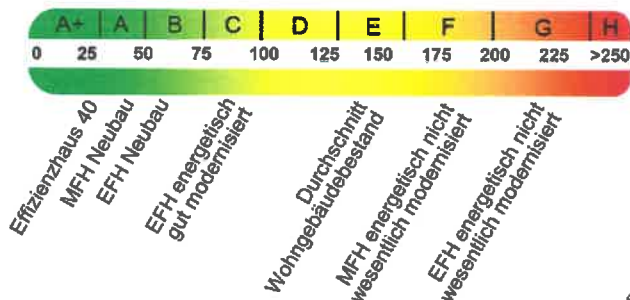 A+ A B C D E F G H
0 25 50 75 100 125 150 175 200 225 >250
Effizienzhaus 40
MFH Neubau
EFH Neubau
EFH energetisch
gut modernisiert
Durchschnitt
Wohngebäudebestand
MFH energetisch nicht
wesentlich modernisiert
EFH energetisch nicht
wesentlich modernisiert